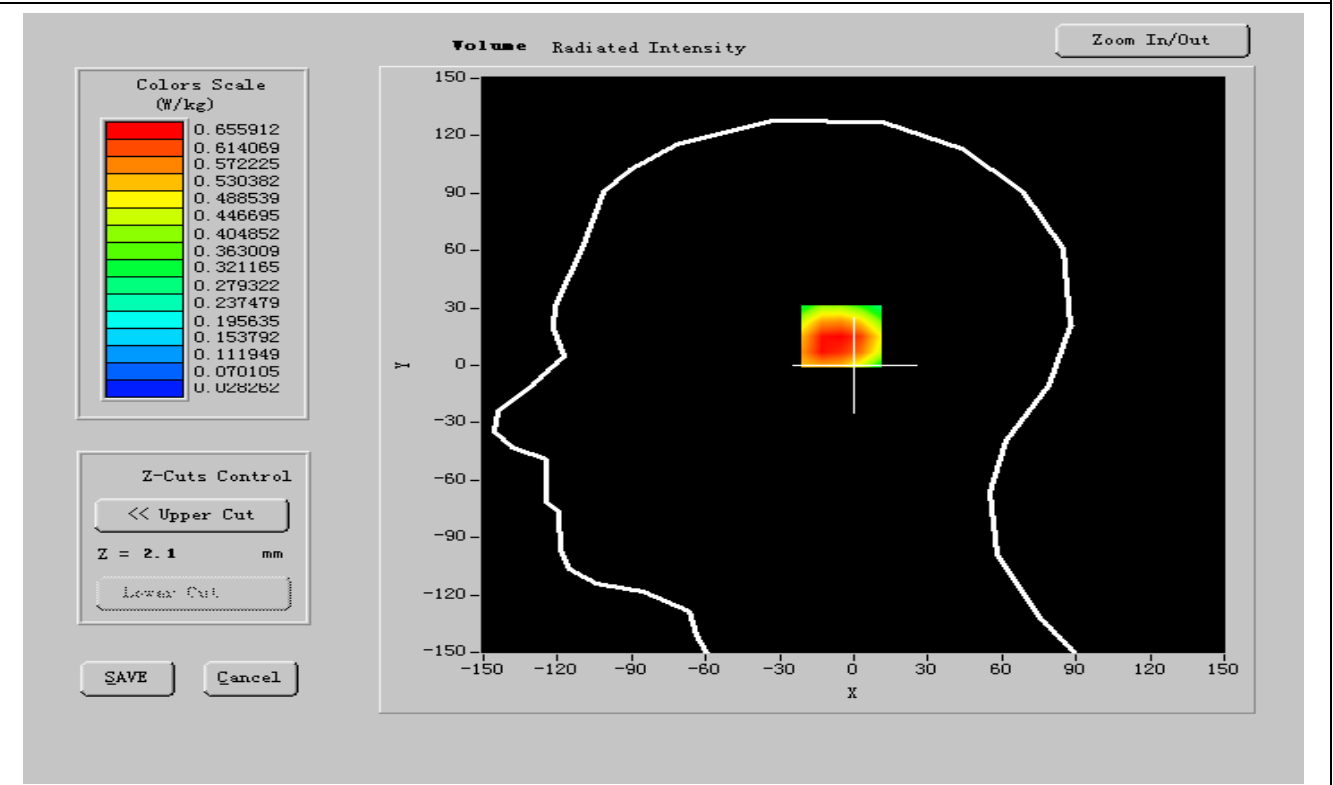 Volume Radiated Intensity
Zoom In/Out
Colors Scale
(W/kg)
0.655912
0.614069
0.572225
0.530382
0.488539
0.446695
0.404852
0.363009
0.321165
0.279322
0.237479
0.195635
0.153792
0.111949
0.070105
0.028262
Z-Cuts Control
<< Upper Cut
Z = 2.1 mm
Lower Cut
SAVE Cancel
150
120
90
60
30
0
-30
-60
-90
-120
-150
Y
-150 -120 -90 -60 -30 0 30 60 90 120 150
X